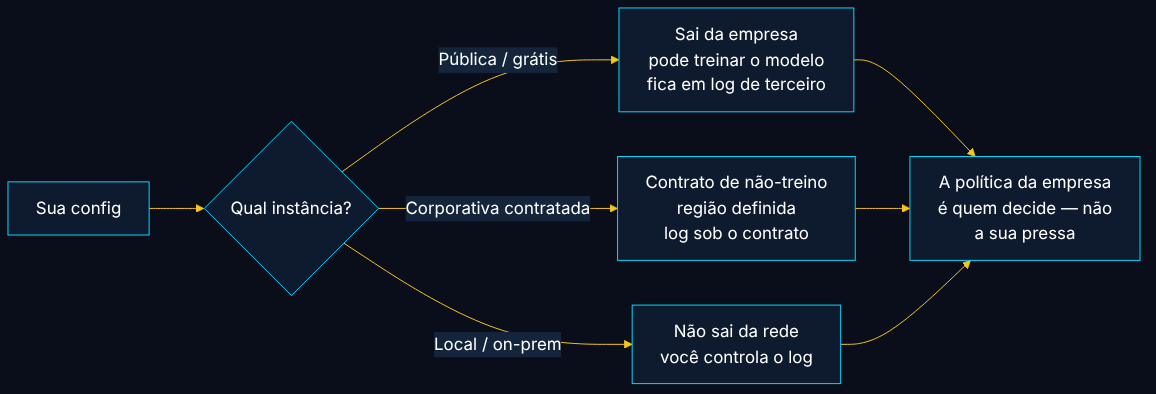 Sua config
Qual instância?
Pública / grátis
Corporativa contratada
Local / on-prem
Sai da empresa
pode treinar o modelo
fica em log de terceiro
Contrato de não-treino
região definida
log sob o contrato
Não sai da rede
você controla o log
A política da empresa
é quem decide — não
a sua pressa